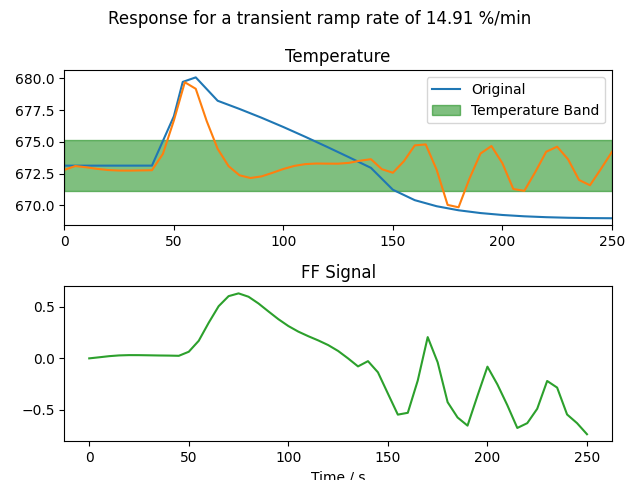 Response for a transient ramp rate of 14.91 %/min
Temperature
680.0
677.5
675.0
672.5
670.0
Original
Temperature Band
0 50 100 150 200 250
FF Signal
0.5
0.0
−0.5
0 50 100 150 200 250
Time / s